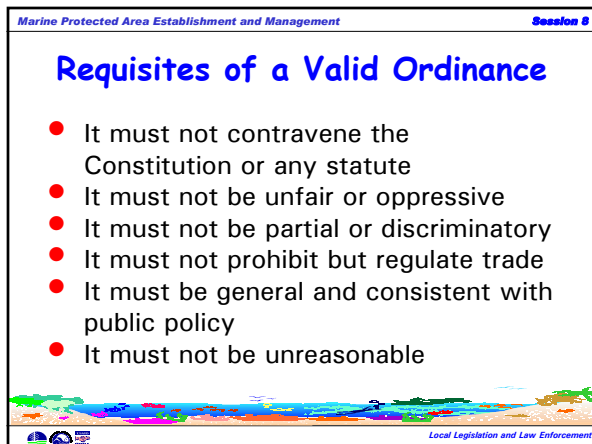 Marine Protected Area Establishment and Management Session 8
Requisites of a Valid Ordinance
• It must not contravene the
Constitution or any statute
• It must not be unfair or oppressive
• It must not be partial or discriminatory
• It must not prohibit but regulate trade
• It must be general and consistent with
public policy
• It must not be unreasonable
Local Legislation and Law Enforcement